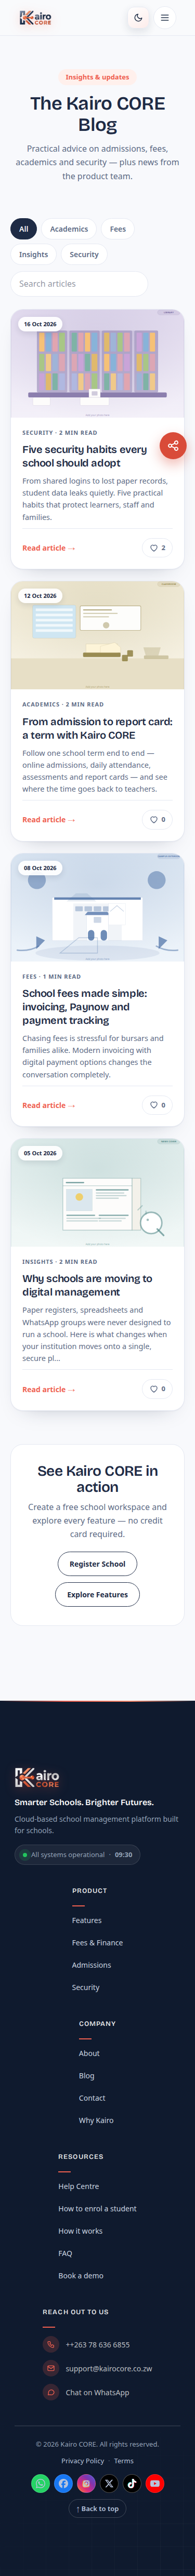 Kairo
CORE
Insights & updates
The Kairo CORE
Blog
Practical advice on admissions, fees,
academics and security — plus news from
the product team.
All
Academics
Fees
Insights
Security
Search articles
16 Oct 2026
SECURITY · 2 MIN READ
Five security habits every
school should adopt
From shared logins to lost paper records,
student data leaks quietly. Five practical
habits that protect learners, staff and
families.
Read article →
2
12 Oct 2026
ACADEMICS · 2 MIN READ
From admission to report card:
a term with Kairo CORE
Follow one school term end to end —
online admissions, daily attendance,
assessments and report cards — and see
where the time goes back to teachers.
Read article →
0
08 Oct 2026
FEES · 1 MIN READ
School fees made simple:
invoicing, Paynow and
payment tracking
Chasing fees is stressful for bursars and
families alike. Modern invoicing with
digital payment options changes the
conversation completely.
Read article →
0
05 Oct 2026
INSIGHTS · 2 MIN READ
Why schools are moving to
digital management
Paper registers, spreadsheets and
WhatsApp groups were never designed to
run a school. Here is what changes when
your institution moves onto a single,
secure pl…
Read article →
0
See Kairo CORE in
action
Create a free school workspace and
explore every feature — no credit
card required.
Register School
Explore Features
Kairo
CORE
Smarter Schools. Brighter Futures.
Cloud-based school management platform built
for schools.
All systems operational · 09:30
PRODUCT
Features
Fees & Finance
Admissions
Security
COMPANY
About
Blog
Contact
Why Kairo
RESOURCES
Help Centre
How to enrol a student
How it works
FAQ
Book a demo
REACH OUT TO US
++263 78 636 6855
support@kairocore.co.zw
Chat on WhatsApp
© 2026 Kairo CORE. All rights reserved.
Privacy Policy · Terms
↑ Back to top